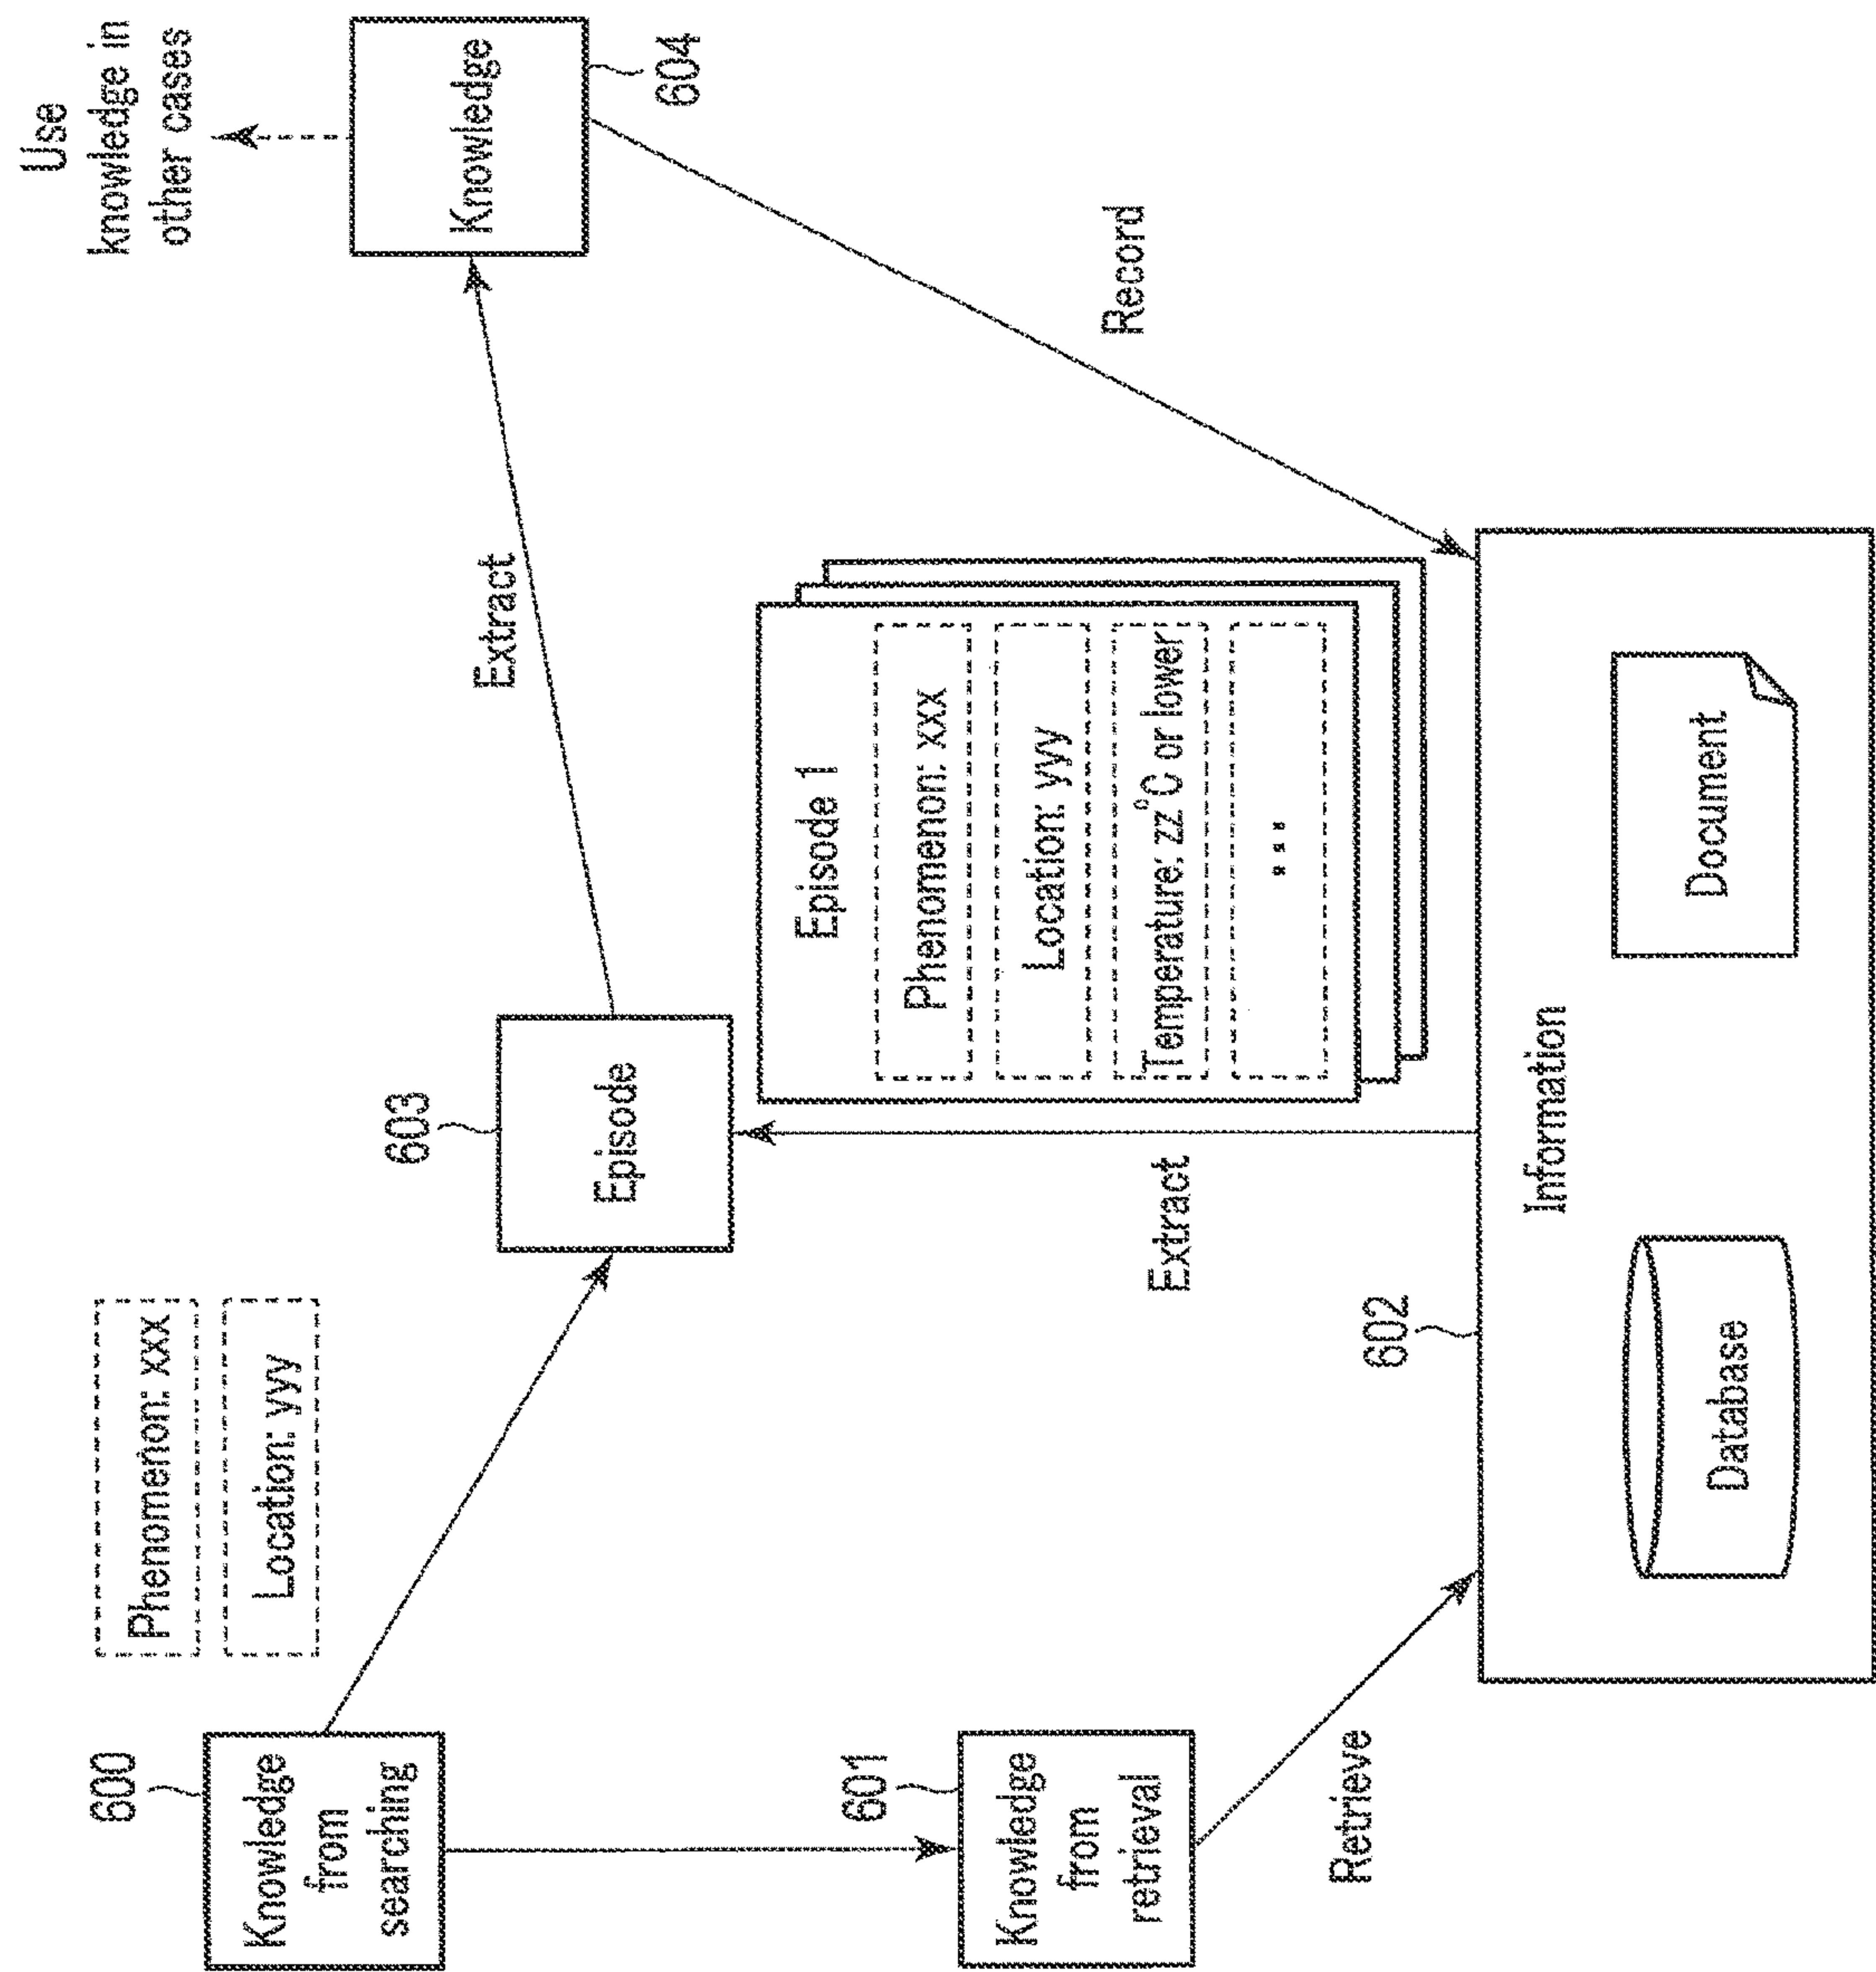 600
Knowledge
from
searching
Phenomenon: xxx
Location: yyy
603
Episode
Extract
Use
knowledge in
other cases
Knowledge
604
601
Knowledge
from
retrieval
Retrieve
Extract
Episode 1
Phenomenon: xxx
Location: yyy
Temperature: zz°C or lower
...
Record
602
Information
Database
Document